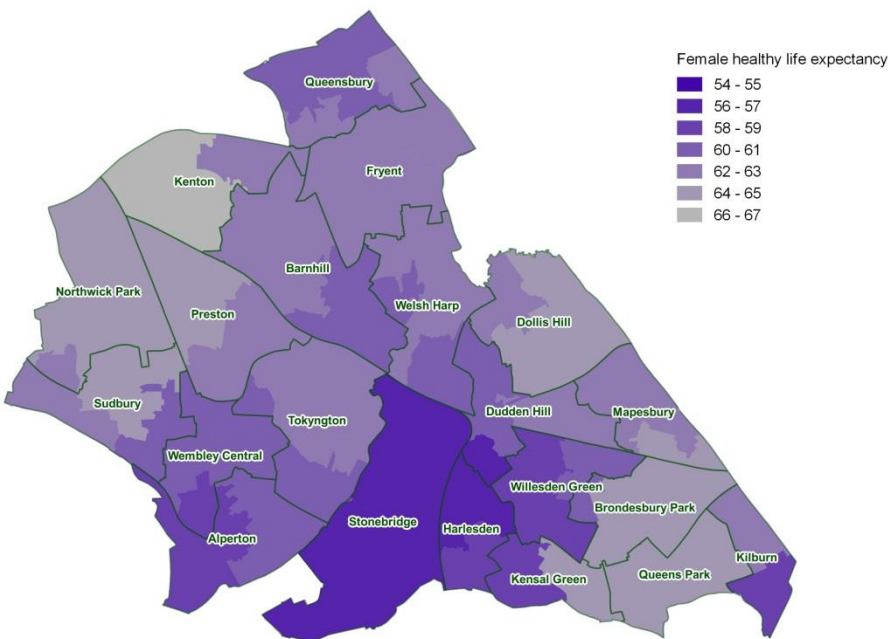 Female healthy life expectancy
54 - 55
56 - 57
58 - 59
60 - 61
62 - 63
64 - 65
66 - 67
Queensbury
Kenton
Fryent
Barnhill
Northwick Park
Preston
Welsh Harp
Dollis Hill
Sudbury
Tokyngton
Dudden Hill
Mapesbury
Wembley Central
Willesden Green
Brondesbury Park
Stonebridge
Harlesden
Alperton
Kilburn
Kensal Green
Queens Park